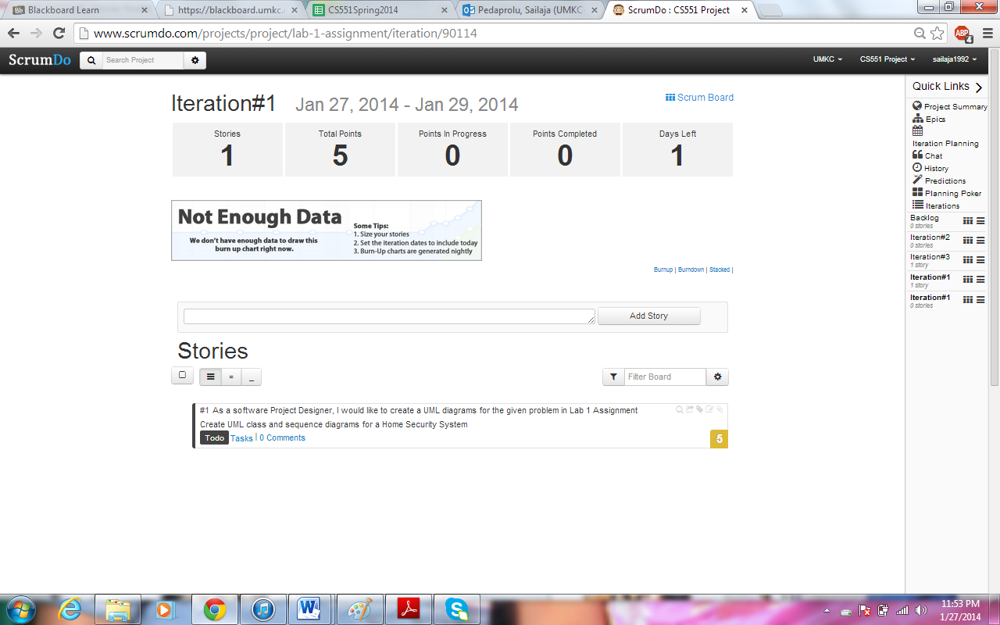 Blackboard Learn
https://blackboard.umkc.
CS551Spring2014
Pedaprolu, Sailaja (UMKC-
ScrumDo : CS551 Project
www.scrumdo.com/projects/project/lab-1-assignment/iteration/90114
ABP
4
ScrumDo
Search Project
UMKC
CS551 Project
sailaja1992
Iteration#1 Jan 27, 2014 - Jan 29, 2014
Scrum Board
Stories
1
Total Points
5
Points In Progress
0
Points Completed
0
Days Left
1
Not Enough Data
We don't have enough data to draw this
burn up chart right now.
Some Tips:
1. Size your stories
2. Set the iteration dates to include today
3. Burn-Up charts are generated nightly
Burnup | Burndown | Stacked |
Add Story
Stories
Filter Board
#1 As a software Project Designer, I would like to create a UML diagrams for the given problem in Lab 1 Assignment
Create UML class and sequence diagrams for a Home Security System
Todo Tasks | 0 Comments
5
Quick Links
Project Summary
Epics
Iteration Planning
Chat
History
Predictions
Planning Poker
Iterations
Backlog
0 stories
Iteration#2
0 stories
Iteration#3
1 story
Iteration#1
1 story
Iteration#1
0 stories
11:53 PM
1/27/2014